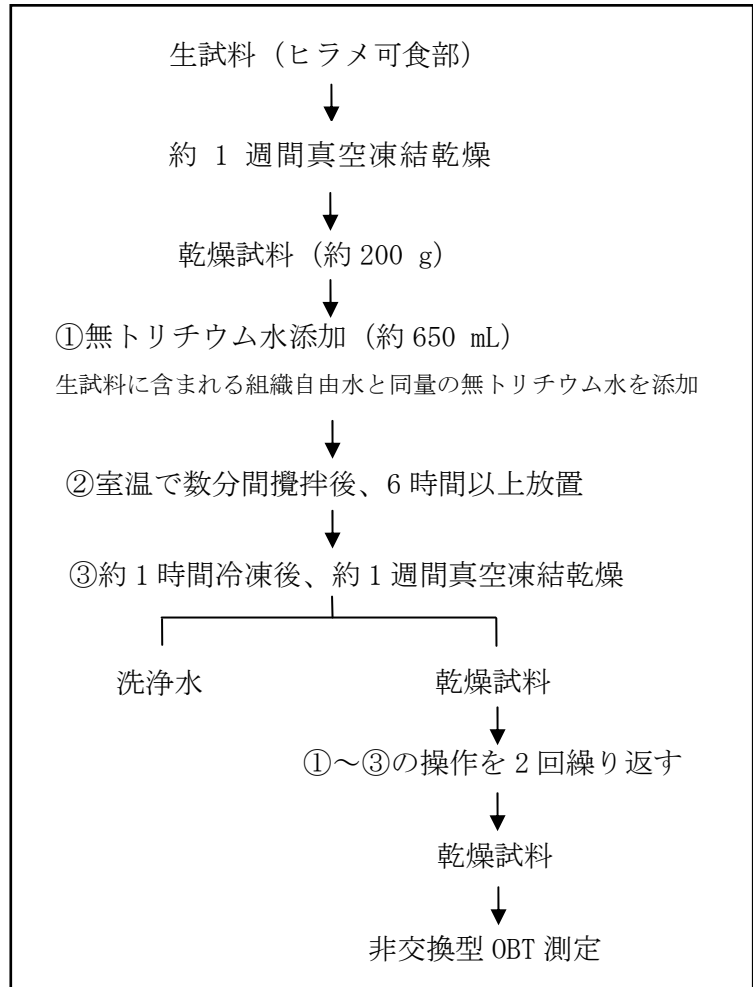 生試料（ヒラメ可食部）
約 1 週間真空凍結乾燥
乾燥試料（約 200 g）
①無トリチウム水添加（約 650 mL）
生試料に含まれる組織自由水と同量の無トリチウム水を添加
②室温で数分間攪拌後、6 時間以上放置
③約 1 時間冷凍後、約 1 週間真空凍結乾燥
洗浄水
乾燥試料
①～③の操作を 2 回繰り返す
乾燥試料
非交換型 OBT 測定